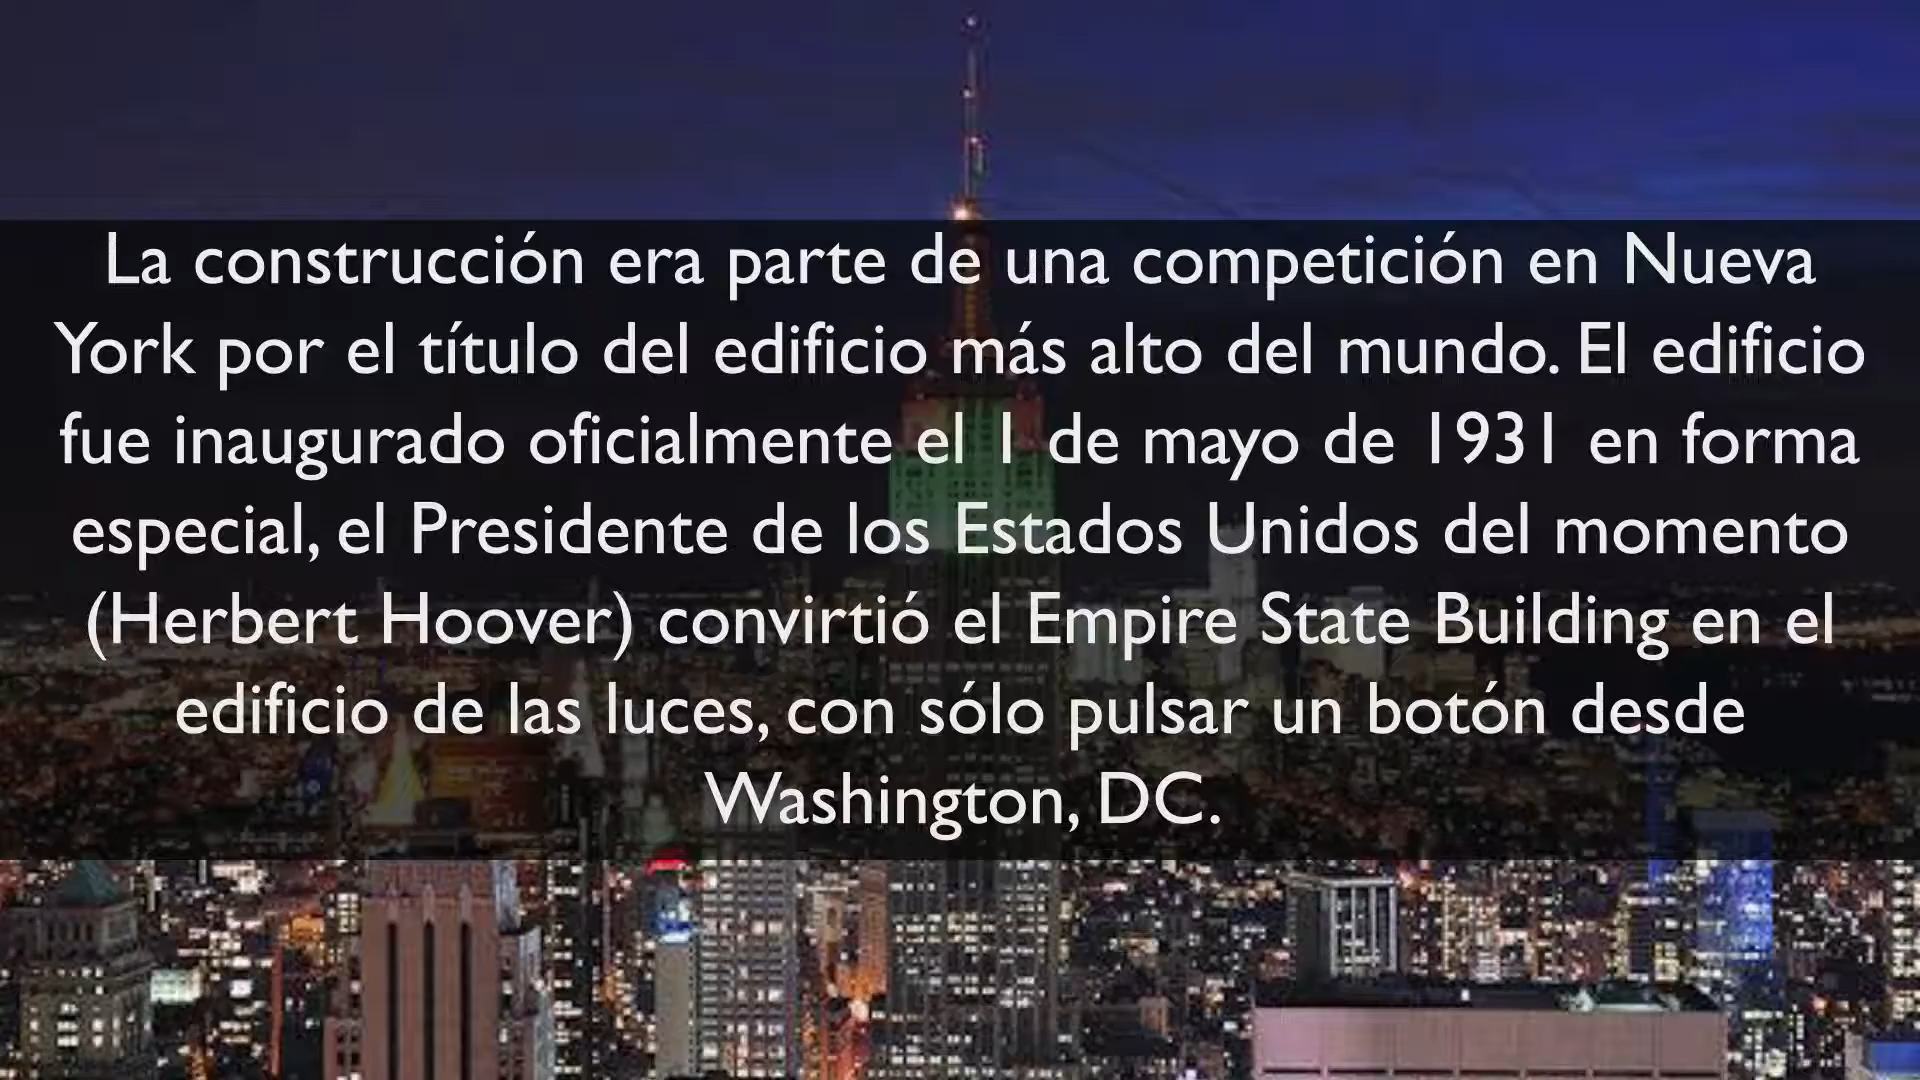 La construcción era parte de una competición en Nueva
York por el título del edificio más alto del mundo. El edificio
fue inaugurado oficialmente el 1 de mayo de 1931 en forma
especial, el Presidente de los Estados Unidos del momento
(Herbert Hoover) convirtió el Empire State Building en el
edificio de las luces, con sólo pulsar un botón desde
Washington, DC.